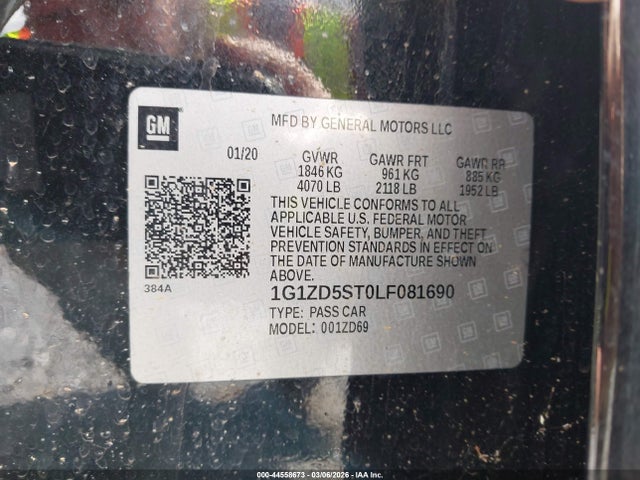 GM
MFD BY GENERAL MOTORS LLC
01/20 GVWR GAWR FRT GAWR RR
1846 KG 961 KG 885 KG
4070 LB 2118 LB 1952 LB
THIS VEHICLE CONFORMS TO ALL
APPLICABLE U.S. FEDERAL MOTOR
VEHICLE SAFETY, BUMPER, AND THEFT
PREVENTION STANDARDS IN EFFECT ON
THE DATE OF MANUFACTURE SHOWN
ABOVE.
384A
1G1ZD5ST0LF081690
TYPE: PASS CAR
MODEL: 001ZD69
000-44558673 - 03/06/2026 - IAA Inc.